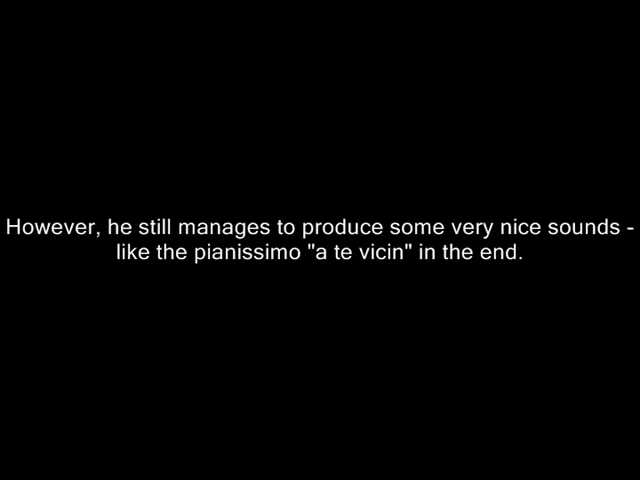 However, he still manages to produce some very nice sounds -
like the pianissimo "a te vicin" in the end.